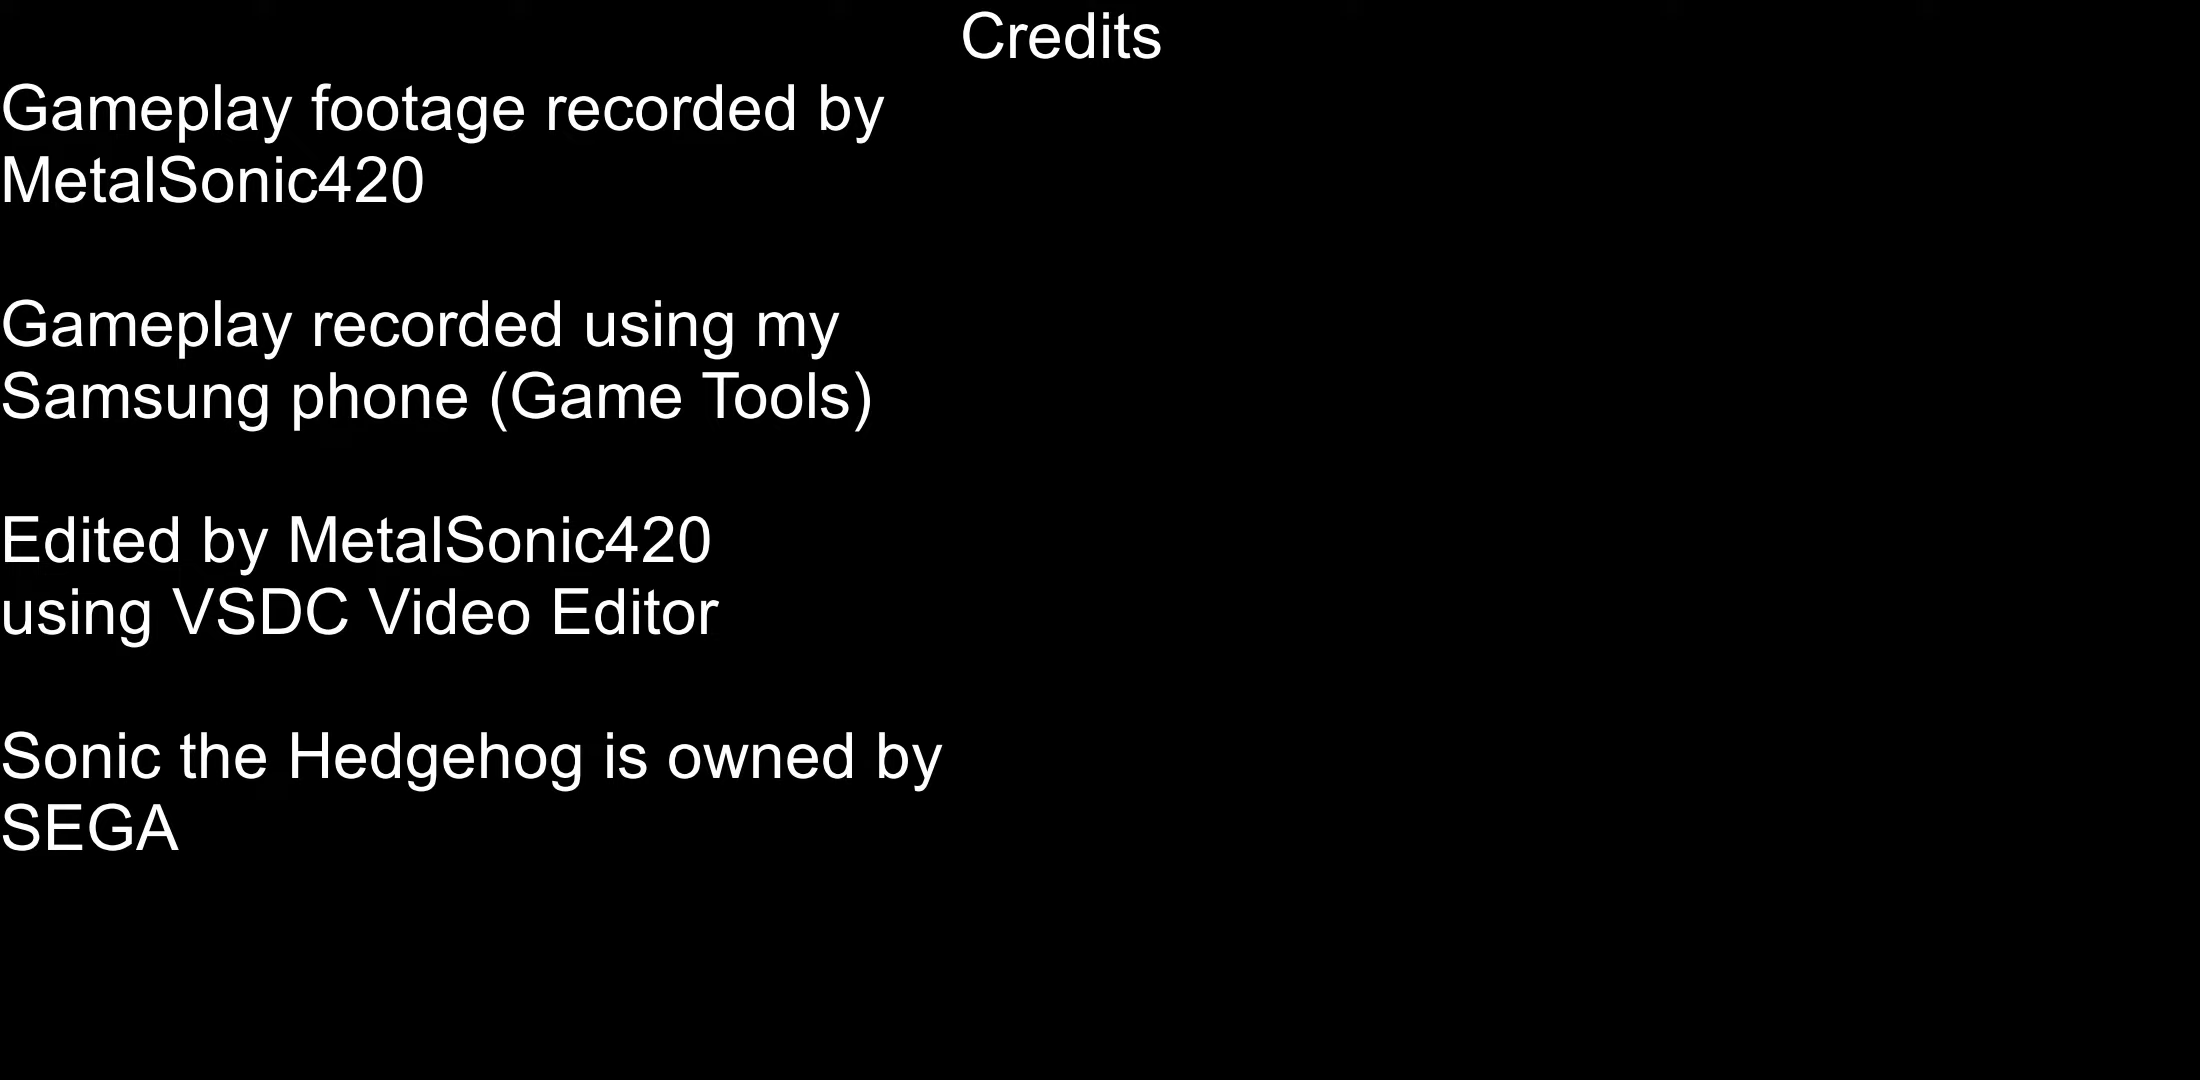 Credits
Gameplay footage recorded by
MetalSonic420
Gameplay recorded using my
Samsung phone (Game Tools)
Edited by MetalSonic420
using VSDC Video Editor
Sonic the Hedgehog is owned by
SEGA